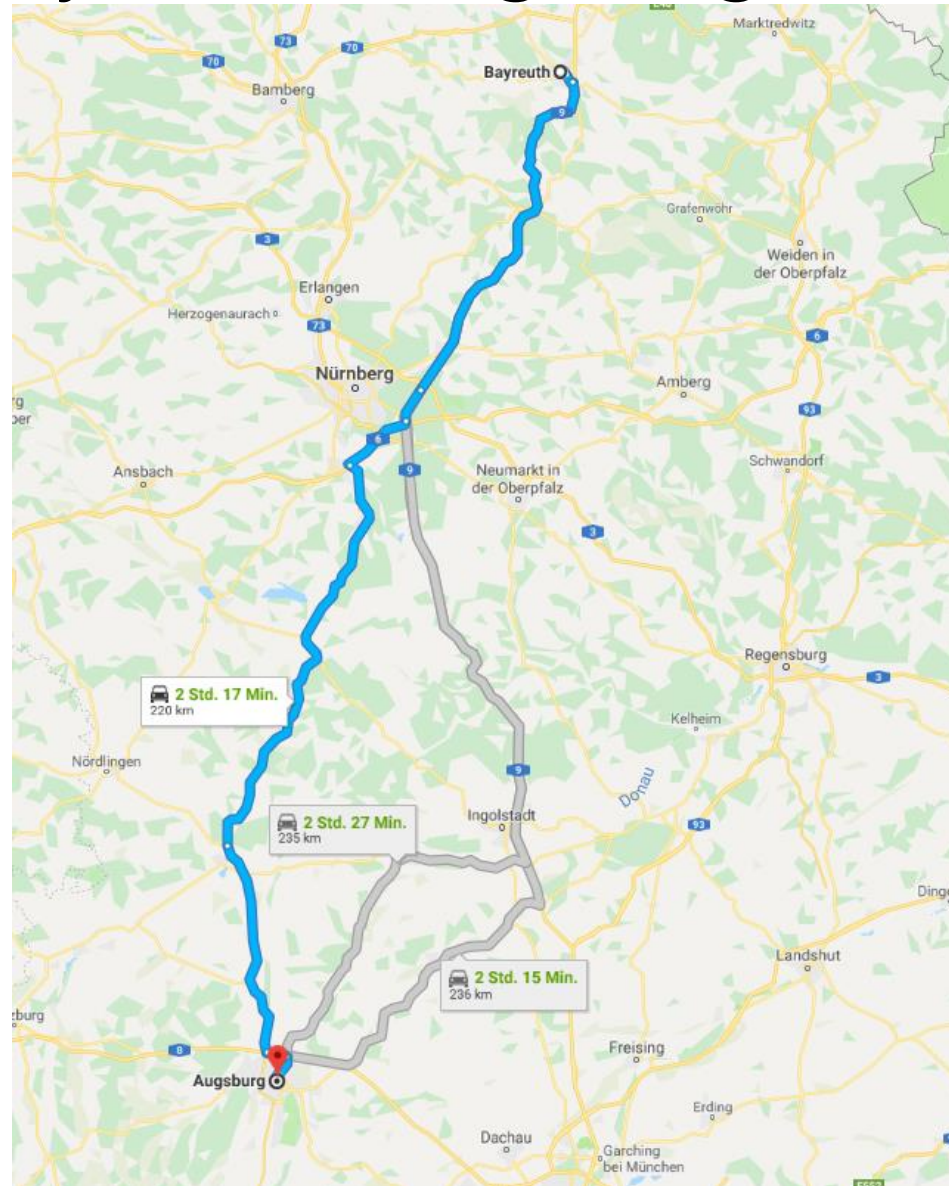 Marktredwitz
73
70
70
Bayreuth
Bamberg
9
Grafenwöhr
3
Weiden in
der Oberpfalz
Erlangen
Herzogenaurach
73
6
Nürnberg
Amberg
93
6
Ansbach
9
Neumarkt in
der Oberpfalz
Schwandorf
3
Regensburg
3
2 Std. 17 Min.
220 km
Kelheim
Nördlingen
9
Donau
Ingolstadt
2 Std. 27 Min.
235 km
93
Landshut
2 Std. 15 Min.
236 km
zburg
8
Freising
Augsburg
Erding
Dachau
Garching
bei München